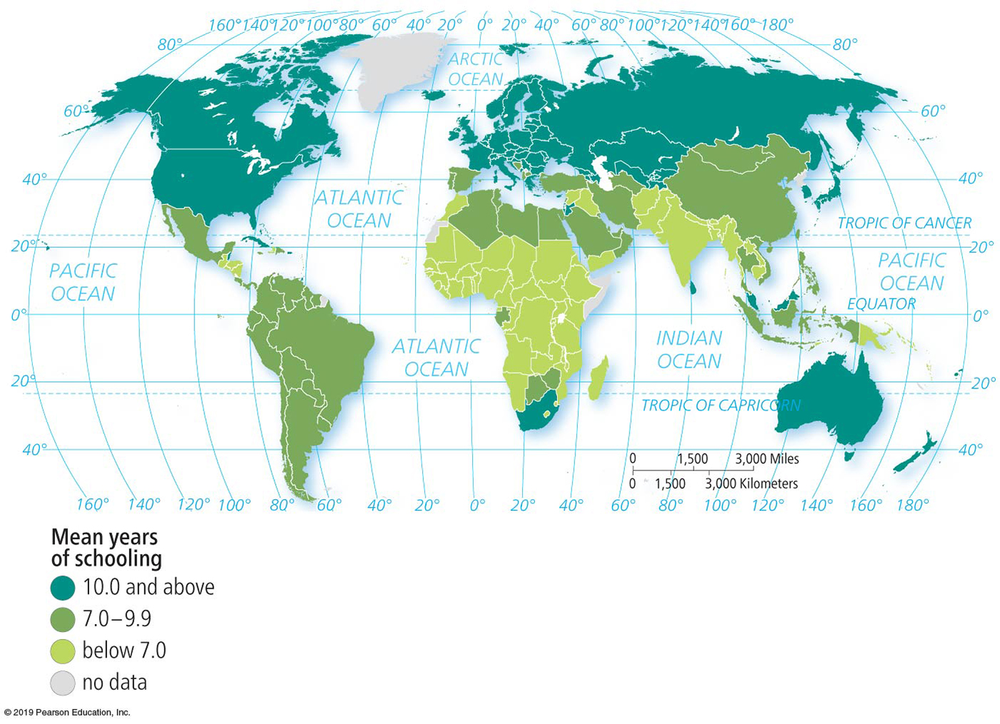 160° 140° 120° 100° 80° 60° 40° 20° 0° 20° 40° 60° 80° 100° 120° 140° 160° 180°
80° 80°
ARCTIC
OCEAN
60° 60°
40° 40°
ATLANTIC
OCEAN
TROPIC OF CANCER
20° 20°
PACIFIC
OCEAN
PACIFIC
OCEAN
EQUATOR
0° 0°
ATLANTIC
OCEAN
INDIAN
OCEAN
20° 20°
TROPIC OF CAPRICORN
40° 40°
0 1,500 3,000 Miles
0 1,500 3,000 Kilometers
160° 140° 120° 100° 80° 60° 40° 20° 0° 20° 40° 60° 80° 100° 120° 140° 160° 180°
Mean years
of schooling
10.0 and above
7.0–9.9
below 7.0
no data
© 2019 Pearson Education, Inc.